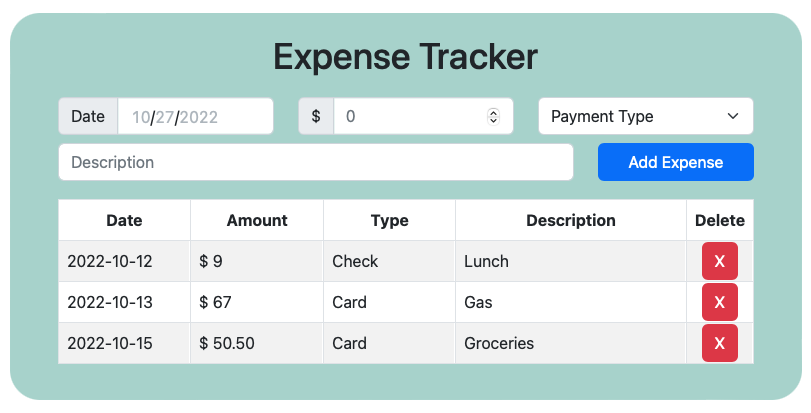 Expense Tracker
Date 10/27/2022 $ 0 Payment Type
Description Add Expense
Date Amount Type Description Delete
2022-10-12 $ 9 Check Lunch X
2022-10-13 $ 67 Card Gas X
2022-10-15 $ 50.50 Card Groceries X